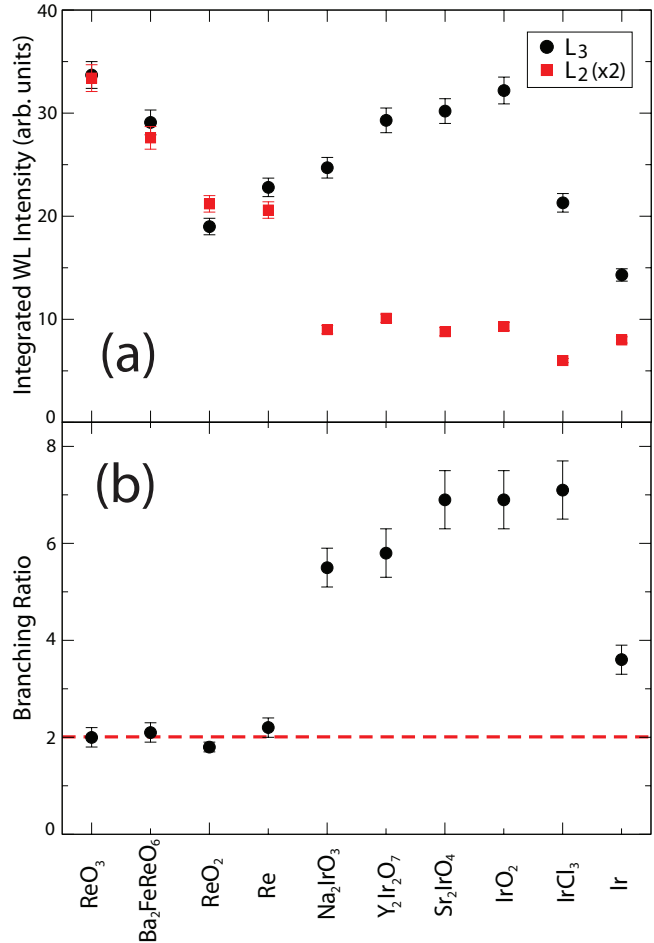 40
30
20
10
0
Integrated WL Intensity (arb. units)
L₃
L₂ (x2)
(a)
8
6
4
2
0
Branching Ratio
(b)
ReO₃
Ba₂FeReO₆
ReO₂
Re
Na₂IrO₃
Y₂Ir₂O₇
Sr₂IrO₄
IrO₂
IrCl₃
Ir